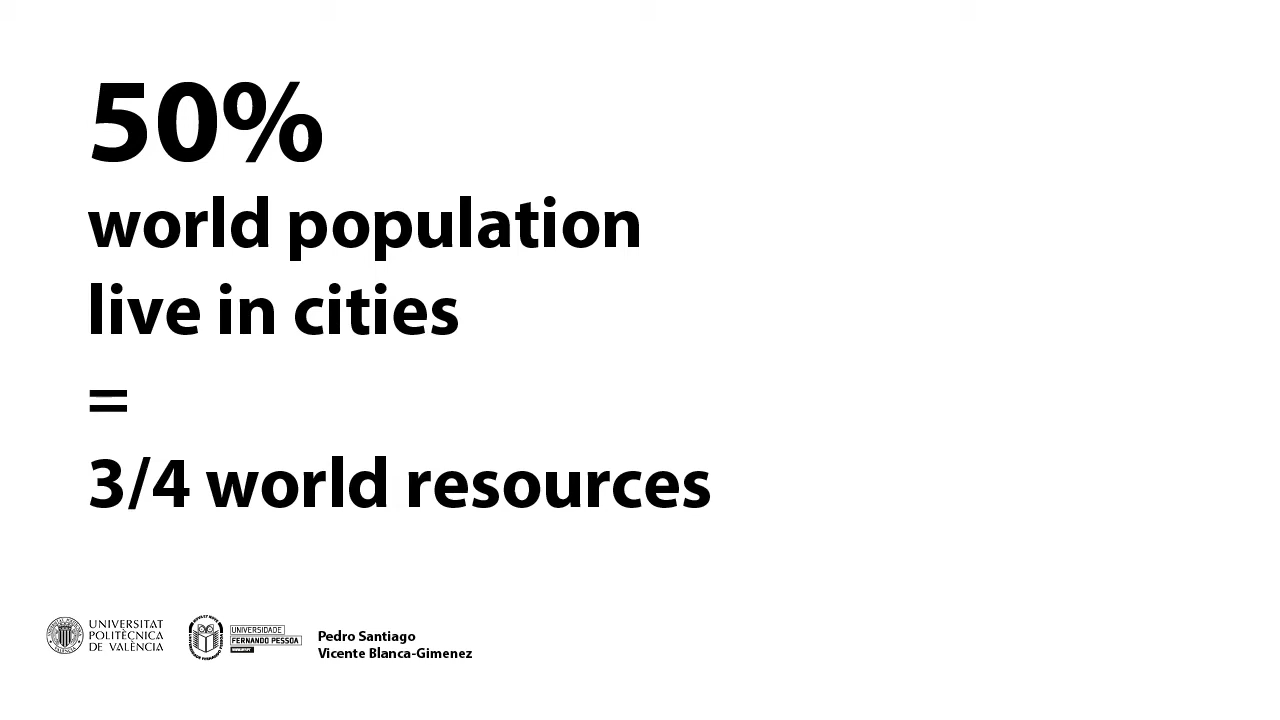 50%
world population
live in cities
=
3/4 world resources
UNIVERSITAT
POLITÈCNICA
DE VALÈNCIA
UNIVERSIDADE
FERNANDO PESSOA
Pedro Santiago
Vicente Blanca-Gimenez